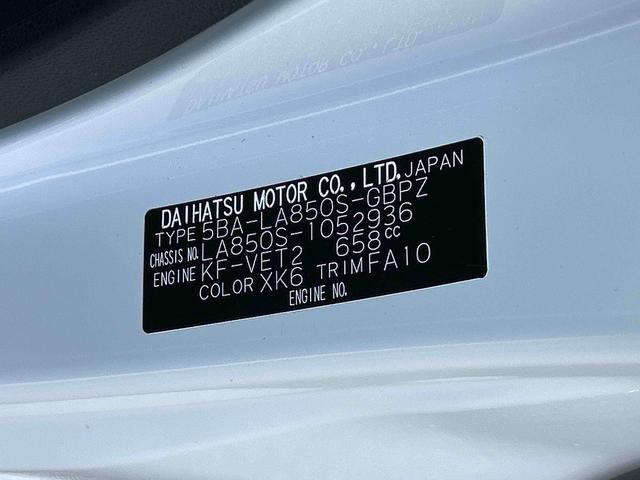 DAIHATSU MOTOR CO., LTD. JAPAN
TYPE 5BA-LA850S-GBPZ
CHASSIS NO. LA850S-1052936
ENGINE KF-VET2 658cc
COLOR XK6 TRIM FA10
ENGINE NO.